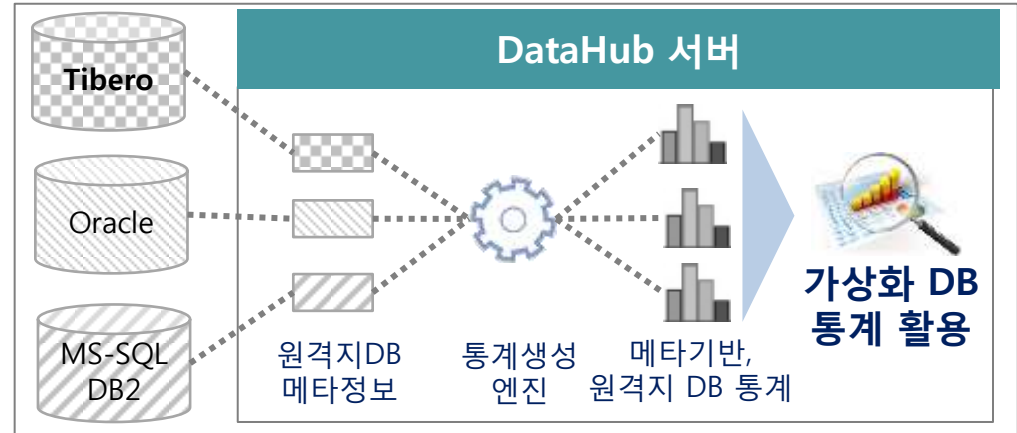 DataHub 서버
Tibero
Oracle
MS-SQL
DB2
원격지DB
메타정보
통계생성
엔진
메타기반,
원격지 DB 통계
가상화 DB
통계 활용